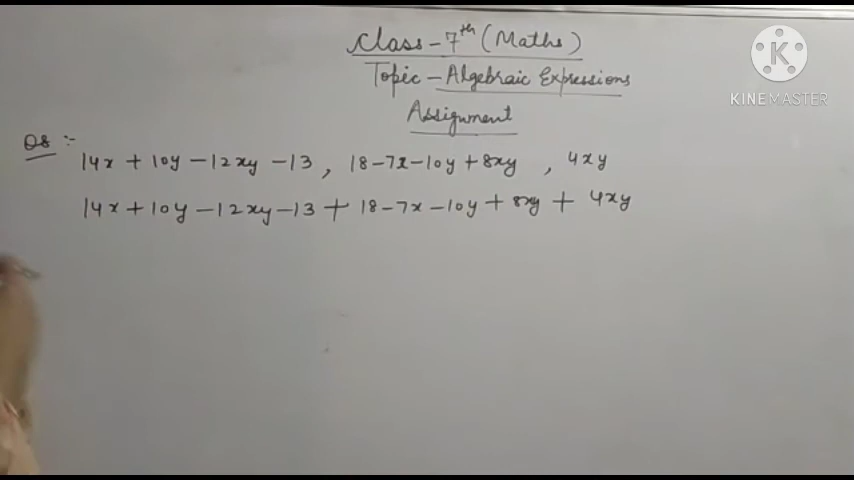 Class - 7th (Maths)
Topic - Algebraic Expressions
Assignment
Q8 :-
14x + 10y - 12xy - 13 , 18 - 7x - 10y + 8xy , 4xy
14x + 10y - 12xy - 13 + 18 - 7x - 10y + 8xy + 4xy
K
KINEMASTER